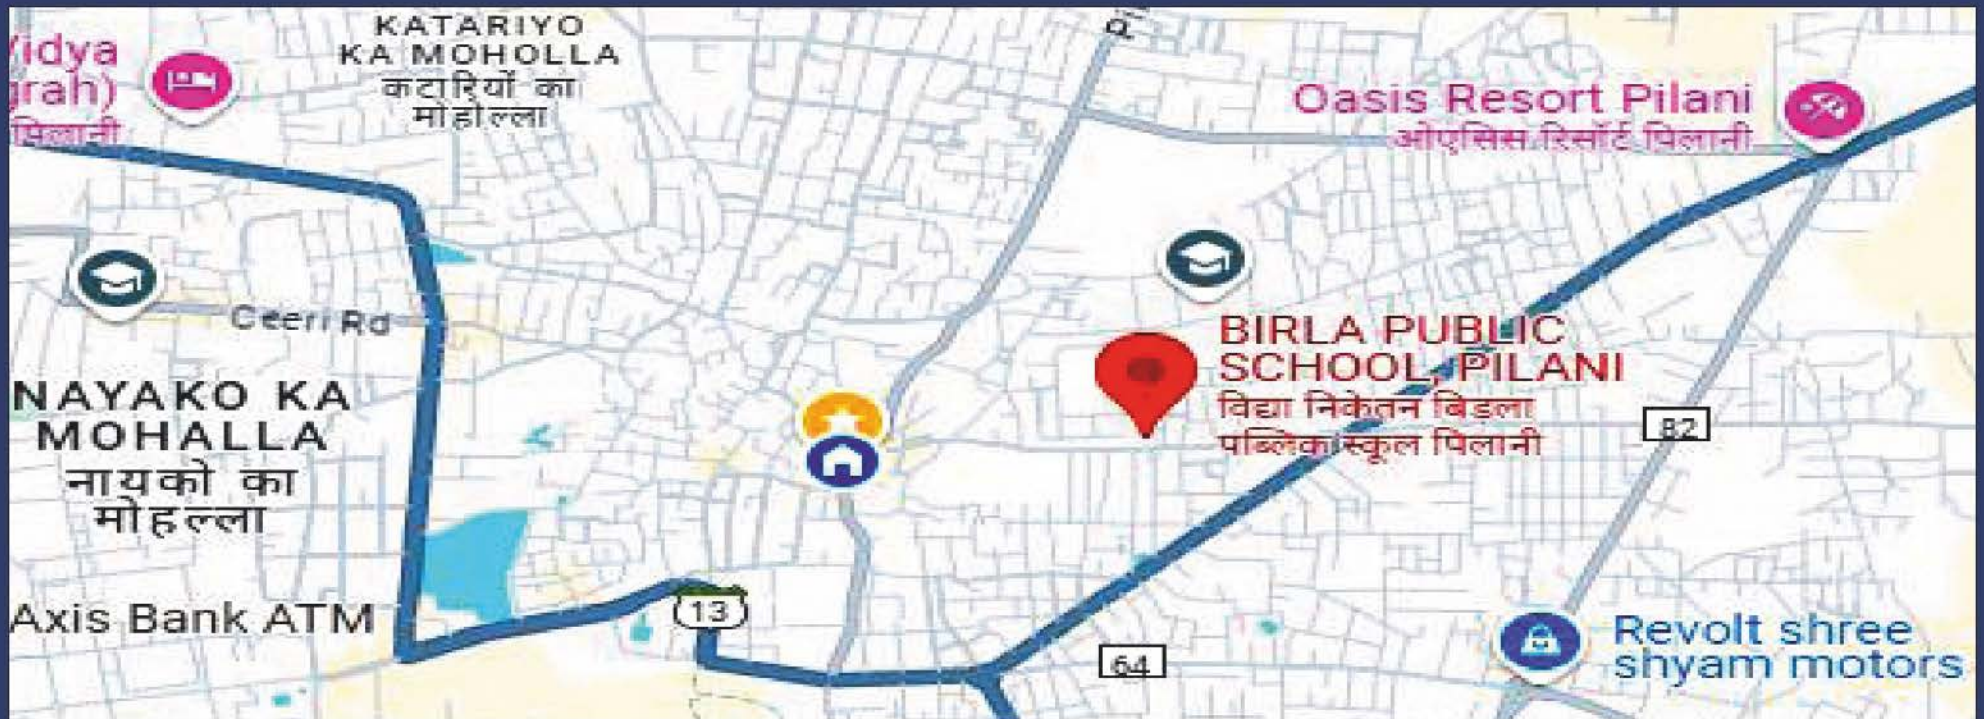 KATARIYO
KA MOHOLLA
कटारियों का
मोहोल्ला
पिलानी
Oasis Resort Pilani
ओएसिस रिसॉर्ट पिलानी
Ceeri Rd
BIRLA PUBLIC
SCHOOL, PILANI
विद्या निकेतन बिड़ला
पब्लिक स्कूल पिलानी
NAYAKO KA
MOHALLA
नायको का
मोहल्ला
82
Axis Bank ATM
13
64
Revolt shree
shyam motors